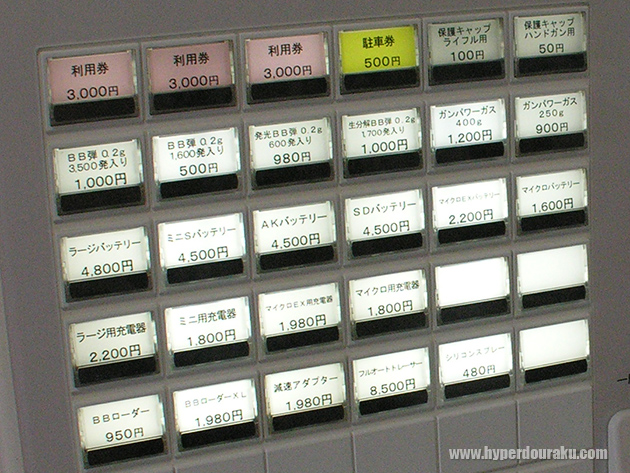 利用券
3,000円
利用券
3,000円
利用券
3,000円
駐車券
500円
保護キャップ
ライフル用
100円
保護キャップ
ハンドガン用
50円
BB弾 0.2g
3,500発入り
1,000円
BB弾 0.2g
1,600発入り
500円
発光BB弾 0.2g
600発入り
980円
生分解BB弾 0.2g
1,700発入り
1,000円
ガンパワーガス
400g
1,200円
ガンパワーガス
250g
900円
ラージバッテリー
4,800円
ミニSバッテリー
4,500円
AKバッテリー
4,500円
SDバッテリー
4,500円
マイクロEXバッテリー
2,200円
マイクロバッテリー
1,600円
ラージ用充電器
2,200円
ミニ用充電器
1,800円
マイクロEX用充電器
1,980円
マイクロ用充電器
1,800円
BBローダー
950円
BBローダーXL
1,980円
減速アダプター
1,980円
フルオートトレーサー
8,500円
シリコンスプレー
480円
www.hyperdouraku.com